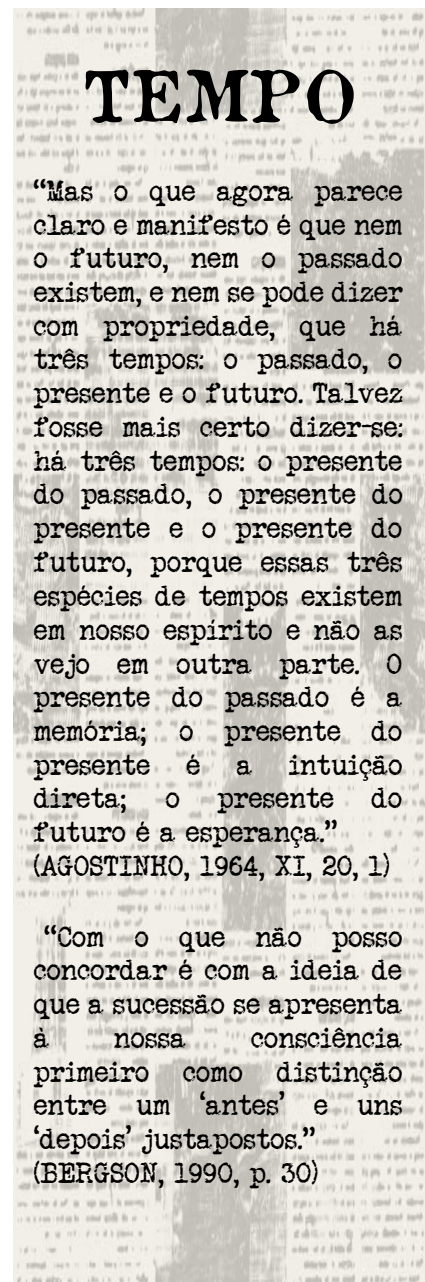 TEMPO
“Mas o que agora parece
claro e manifesto é que nem
o futuro, nem o passado
existem, e nem se pode dizer
com propriedade, que há
três tempos: o passado, o
presente e o futuro. Talvez
fosse mais certo dizer-se:
há três tempos: o presente
do passado, o presente do
presente e o presente do
futuro, porque essas três
espécies de tempos existem
em nosso espírito e não as
vejo em outra parte. O
presente do passado é a
memória; o presente do
presente é a intuição
direta; o presente do
futuro é a esperança.”
(AGOSTINHO, 1964, XI, 20, 1)
“Com o que não posso
concordar é com a ideia de
que a sucessão se apresenta
à nossa consciência
primeiro como distinção
entre um ‘antes’ e uns
‘depois’ justapostos.”
(BERGSON, 1990, p. 30)